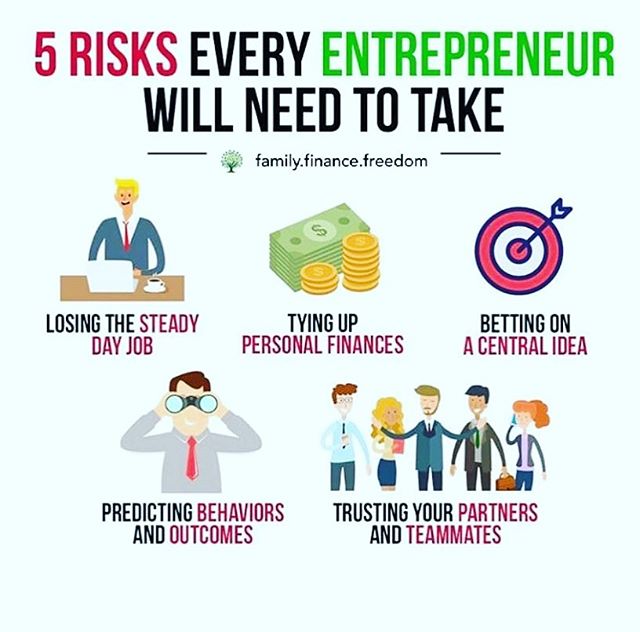 5 RISKS EVERY ENTREPRENEUR
WILL NEED TO TAKE
family.finance.freedom
LOSING THE STEADY
DAY JOB
TYING UP
PERSONAL FINANCES
BETTING ON
A CENTRAL IDEA
PREDICTING BEHAVIORS
AND OUTCOMES
TRUSTING YOUR PARTNERS
AND TEAMMATES